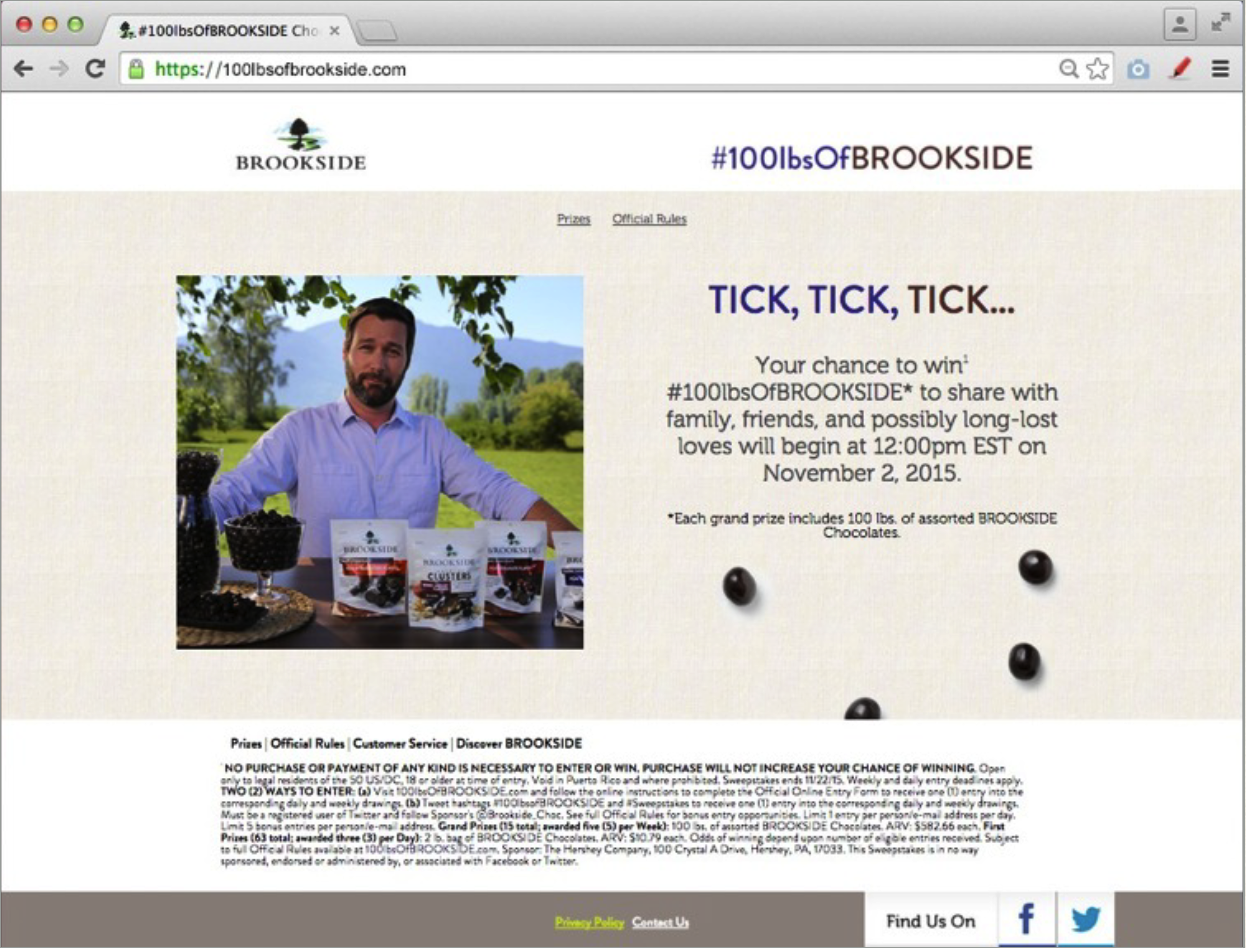 #100lbsOfBROOKSIDE Cho
https://100lbsofbrookside.com
BROOKSIDE
#100lbsOfBROOKSIDE
Prizes Official Rules
TICK, TICK, TICK...
Your chance to win¹
#100lbsOfBROOKSIDE* to share with
family, friends, and possibly long-lost
loves will begin at 12:00pm EST on
November 2, 2015.
*Each grand prize includes 100 lbs. of assorted BROOKSIDE
Chocolates.
BROOKSIDE
BROOKSIDE
CLUSTERS
BROOKSIDE
Prizes | Official Rules | Customer Service | Discover BROOKSIDE
NO PURCHASE OR PAYMENT OF ANY KIND IS NECESSARY TO ENTER OR WIN. PURCHASE WILL NOT INCREASE YOUR CHANCE OF WINNING. Open
only to legal residents of the 50 US/DC, 18 or older at time of entry. Void in Puerto Rico and where prohibited. Sweepstakes ends 11/22/15. Weekly and daily entry deadlines apply.
TWO (2) WAYS TO ENTER: (a) Visit 100lbsOfBROOKSIDE.com and follow the online instructions to complete the Official Online Entry Form to receive one (1) entry into the
corresponding daily and weekly drawings. (b) Tweet hashtags #100lbsofBROOKSIDE and #Sweepstakes to receive one (1) entry into the corresponding daily and weekly drawings.
Must be a registered user of Twitter and follow Sponsor's @Brookside_Choc. See full Official Rules for bonus entry opportunities. Limit 1 entry per person/e-mail address per day.
Limit 5 bonus entries per person/e-mail address. Grand Prizes (15 total; awarded five (5) per Week): 100 lbs. of assorted BROOKSIDE Chocolates. ARV: $582.66 each. First
Prizes (63 total; awarded three (3) per Day): 2 lb. bag of BROOKSIDE Chocolates. ARV: $10.79 each. Odds of winning depend upon number of eligible entries received. Subject
to full Official Rules available at 100lbsOfBROOKSIDE.com. Sponsor: The Hershey Company, 100 Crystal A Drive, Hershey, PA, 17033. This Sweepstakes is in no way
sponsored, endorsed or administered by, or associated with Facebook or Twitter.
Privacy Policy Contact Us
Find Us On